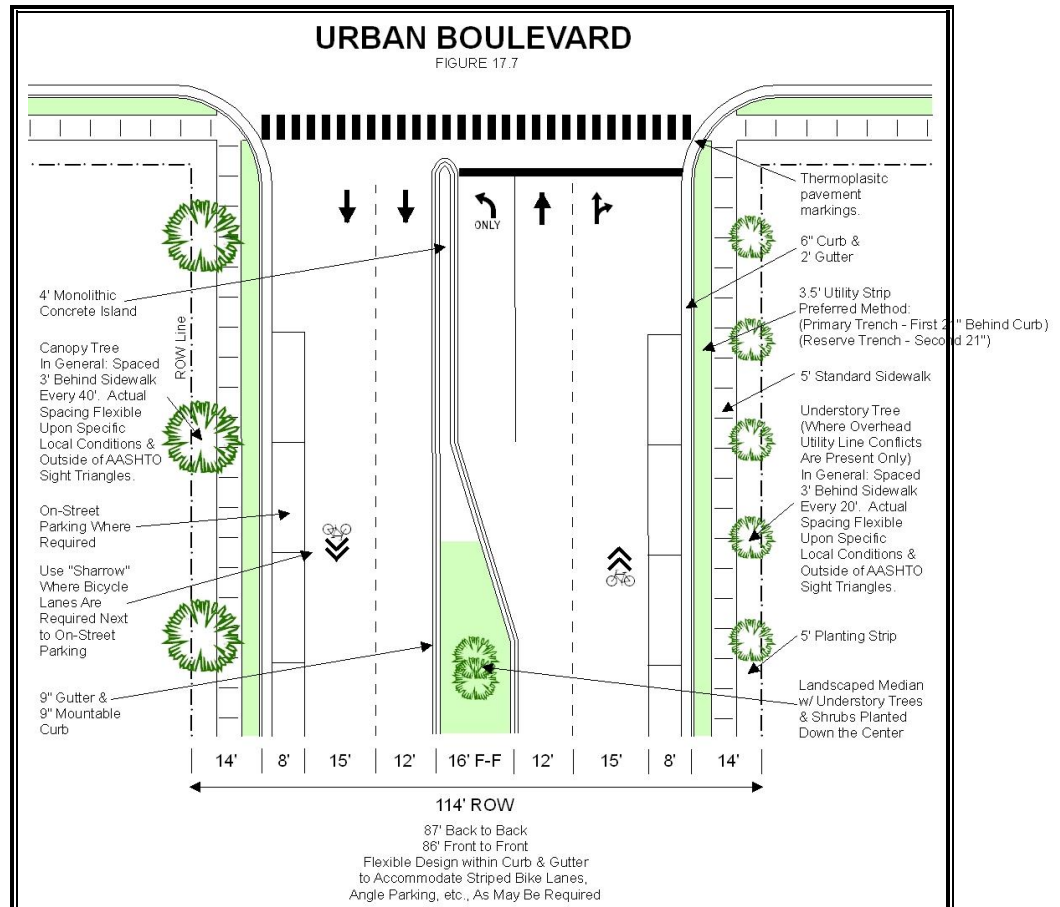 URBAN BOULEVARD
FIGURE 17.7
ONLY
Thermoplasitc
pavement
markings.
6" Curb &
2' Gutter
3.5' Utility Strip
Preferred Method:
(Primary Trench - First 21" Behind Curb)
(Reserve Trench - Second 21")
5' Standard Sidewalk
Understory Tree
(Where Overhead
Utility Line Conflicts
Are Present Only)
In General: Spaced
3' Behind Sidewalk
Every 20'. Actual
Spacing Flexible
Upon Specific
Local Conditions &
Outside of AASHTO
Sight Triangles.
5' Planting Strip
Landscaped Median
w/ Understory Trees
& Shrubs Planted
Down the Center
4' Monolithic
Concrete Island
ROW Line
Canopy Tree
In General: Spaced
3' Behind Sidewalk
Every 40'. Actual
Spacing Flexible
Upon Specific
Local Conditions &
Outside of AASHTO
Sight Triangles.
On-Street
Parking Where
Required
Use "Sharrow"
Where Bicycle
Lanes Are
Required Next
to On-Street
Parking
9" Gutter &
9" Mountable
Curb
14' 8' 15' 12' 16' F-F 12' 15' 8' 14'
114' ROW
87' Back to Back
86' Front to Front
Flexible Design within Curb & Gutter
to Accommodate Striped Bike Lanes,
Angle Parking, etc., As May Be Required